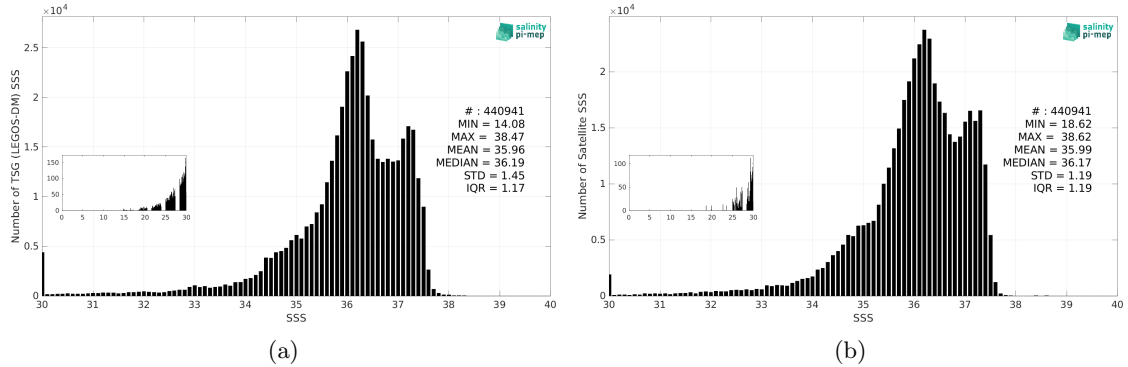 ×10⁴
salinity
pi-mep
Number of TSG (LEGOS-DM) SSS
2.5
2
1.5
1
0.5
0
# : 440941
MIN = 14.08
MAX = 38.47
MEAN = 35.96
MEDIAN = 36.19
STD = 1.45
IQR = 1.17
150
100
50
0
0 5 10 15 20 25 30
30 31 32 33 34 35 36 37 38 39 40
SSS
(a)
×10⁴
salinity
pi-mep
Number of Satellite SSS
2
1.5
1
0.5
0
# : 440941
MIN = 18.62
MAX = 38.62
MEAN = 35.99
MEDIAN = 36.17
STD = 1.19
IQR = 1.19
100
50
0
0 5 10 15 20 25 30
30 31 32 33 34 35 36 37 38 39 40
SSS
(b)